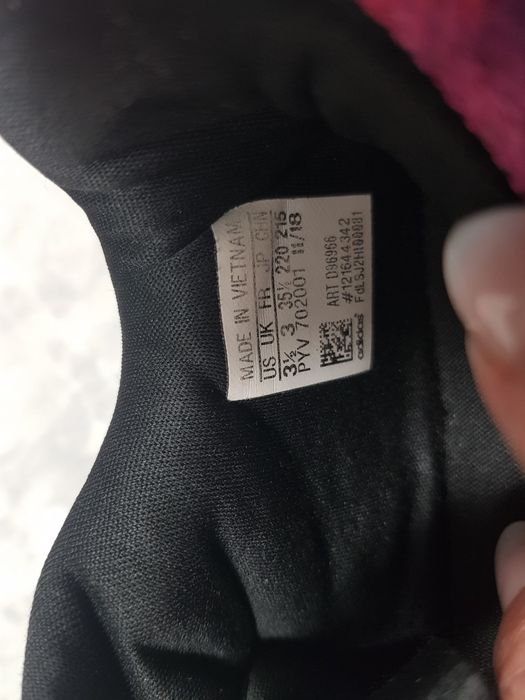 MADE IN VIETNAM
US UK FR JP CHN
3½ 3 35½ 220 215
PYV 702001 11/18
ART D96956
#121644342
adidas